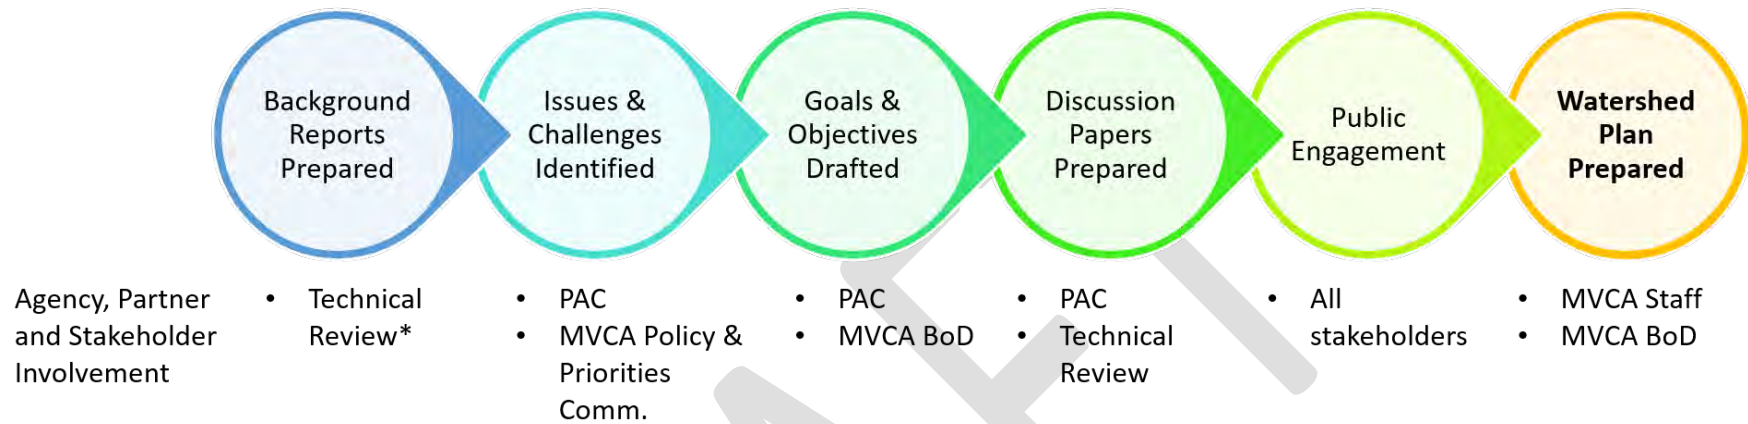 Background
Reports
Prepared
Issues &
Challenges
Identified
Goals &
Objectives
Drafted
Discussion
Papers
Prepared
Public
Engagement
Watershed
Plan
Prepared
Agency, Partner
and Stakeholder
Involvement
• Technical
Review*
• PAC
• MVCA Policy &
Priorities
Comm.
• PAC
• MVCA BoD
• PAC
• Technical
Review
• All
stakeholders
• MVCA Staff
• MVCA BoD